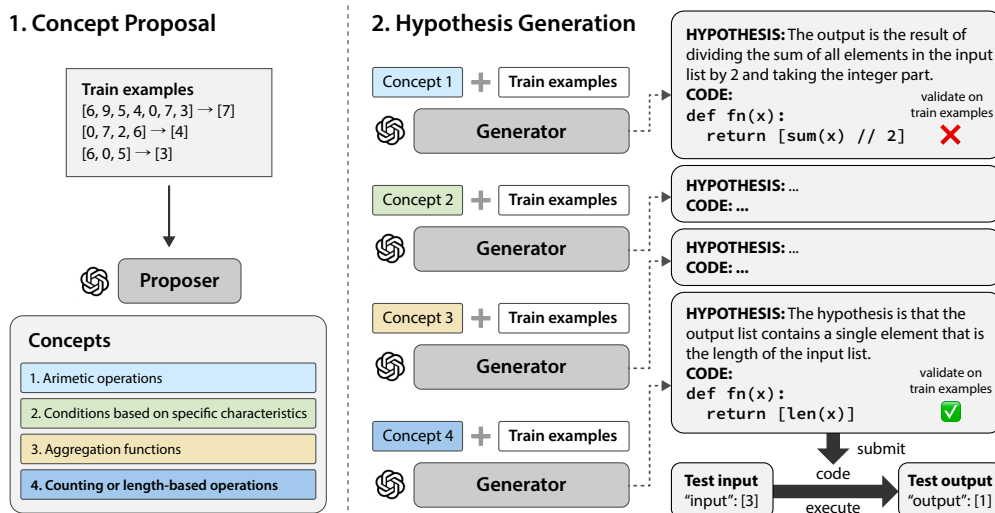 1. Concept Proposal
Train examples
[6, 9, 5, 4, 0, 7, 3] → [7]
[0, 7, 2, 6] → [4]
[6, 0, 5] → [3]
Proposer
Concepts
1. Arimetic operations
2. Conditions based on specific characteristics
3. Aggregation functions
4. Counting or length-based operations
2. Hypothesis Generation
Concept 1 + Train examples
Generator
Concept 2 + Train examples
Generator
Concept 3 + Train examples
Generator
Concept 4 + Train examples
Generator
HYPOTHESIS: The output is the result of
dividing the sum of all elements in the input
list by 2 and taking the integer part.
CODE:
def fn(x):
return [sum(x) // 2]
validate on
train examples
HYPOTHESIS: ...
CODE: ...
HYPOTHESIS: ...
CODE: ...
HYPOTHESIS: The hypothesis is that the
output list contains a single element that is
the length of the input list.
CODE:
def fn(x):
return [len(x)]
validate on
train examples
submit
code
execute
Test input
"input": [3]
Test output
"output": [1]